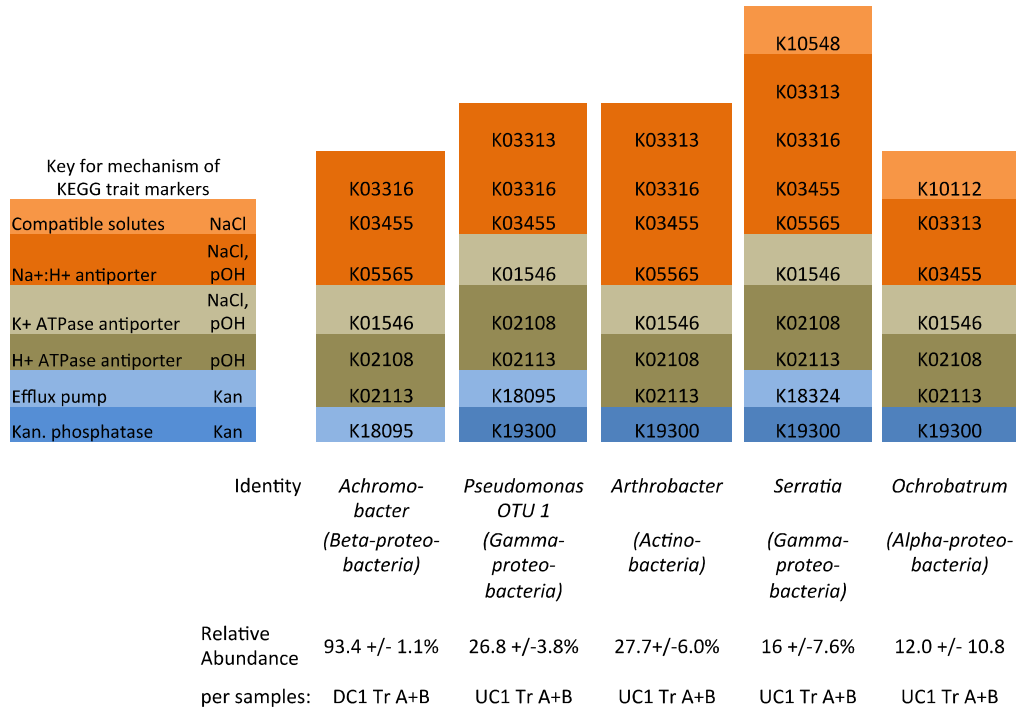 K10548
K03313
K03313 K03313 K03316
Key for mechanism of
KEGG trait markers
K03316 K03316 K03316 K03455 K10112
Compatible solutes NaCl K03455 K03455 K03455 K05565 K03313
Na+:H+ antiporter NaCl, pOH K05565 K01546 K05565 K01546 K03455
K+ ATPase antiporter NaCl, pOH K01546 K02108 K01546 K02108 K01546
H+ ATPase antiporter pOH K02108 K02113 K02108 K02113 K02108
Efflux pump Kan K02113 K18095 K02113 K18324 K02113
Kan. phosphatase Kan K18095 K19300 K19300 K19300 K19300
Identity Achromo- Pseudomonas Arthrobacter Serratia Ochrobatrum
bacter OTU 1
(Beta-proteo- (Gamma- (Actino- (Gamma- (Alpha-proteo-
bacteria) proteo- bacteria) proteo- bacteria)
bacteria) bacteria)
Relative
Abundance 93.4 +/- 1.1% 26.8 +/-3.8% 27.7+/-6.0% 16 +/-7.6% 12.0 +/- 10.8
per samples: DC1 Tr A+B UC1 Tr A+B UC1 Tr A+B UC1 Tr A+B UC1 Tr A+B